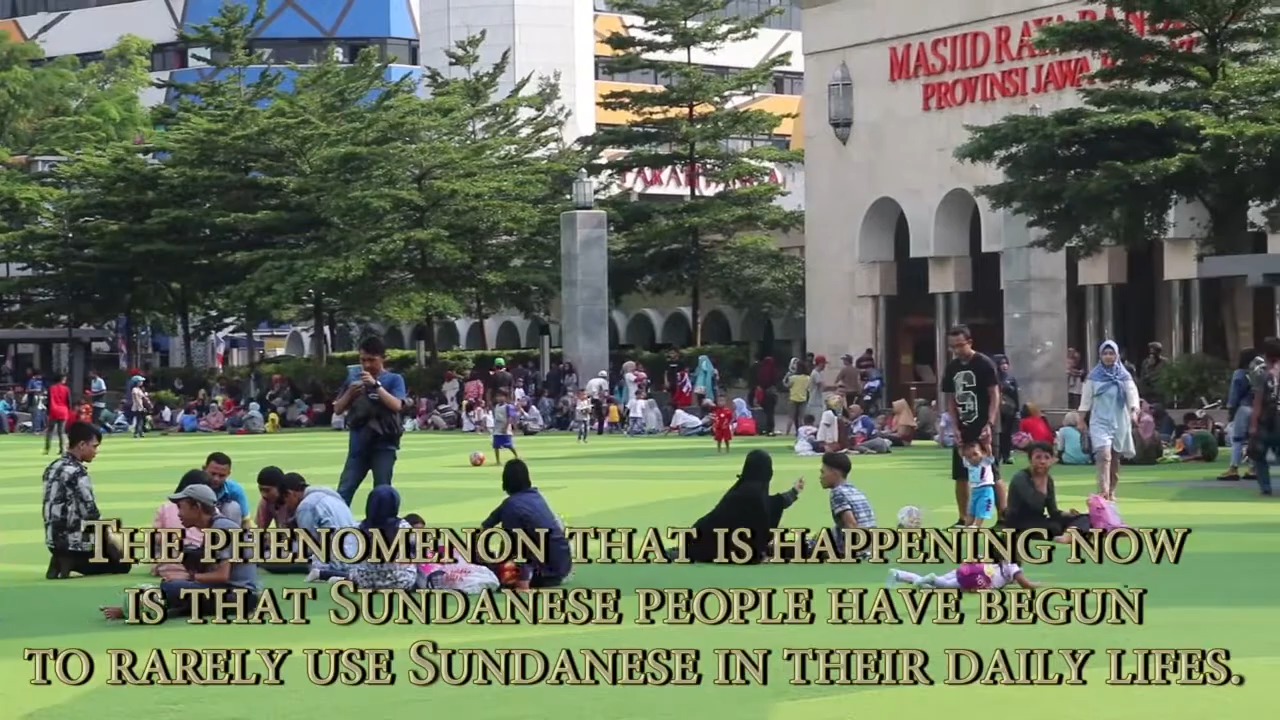 MASJID RAYA
PROVINSI JAWA
THE PHENOMENON THAT IS HAPPENING NOW
IS THAT SUNDANESE PEOPLE HAVE BEGUN
TO RARELY USE SUNDANESE IN THEIR DAILY LIFES.